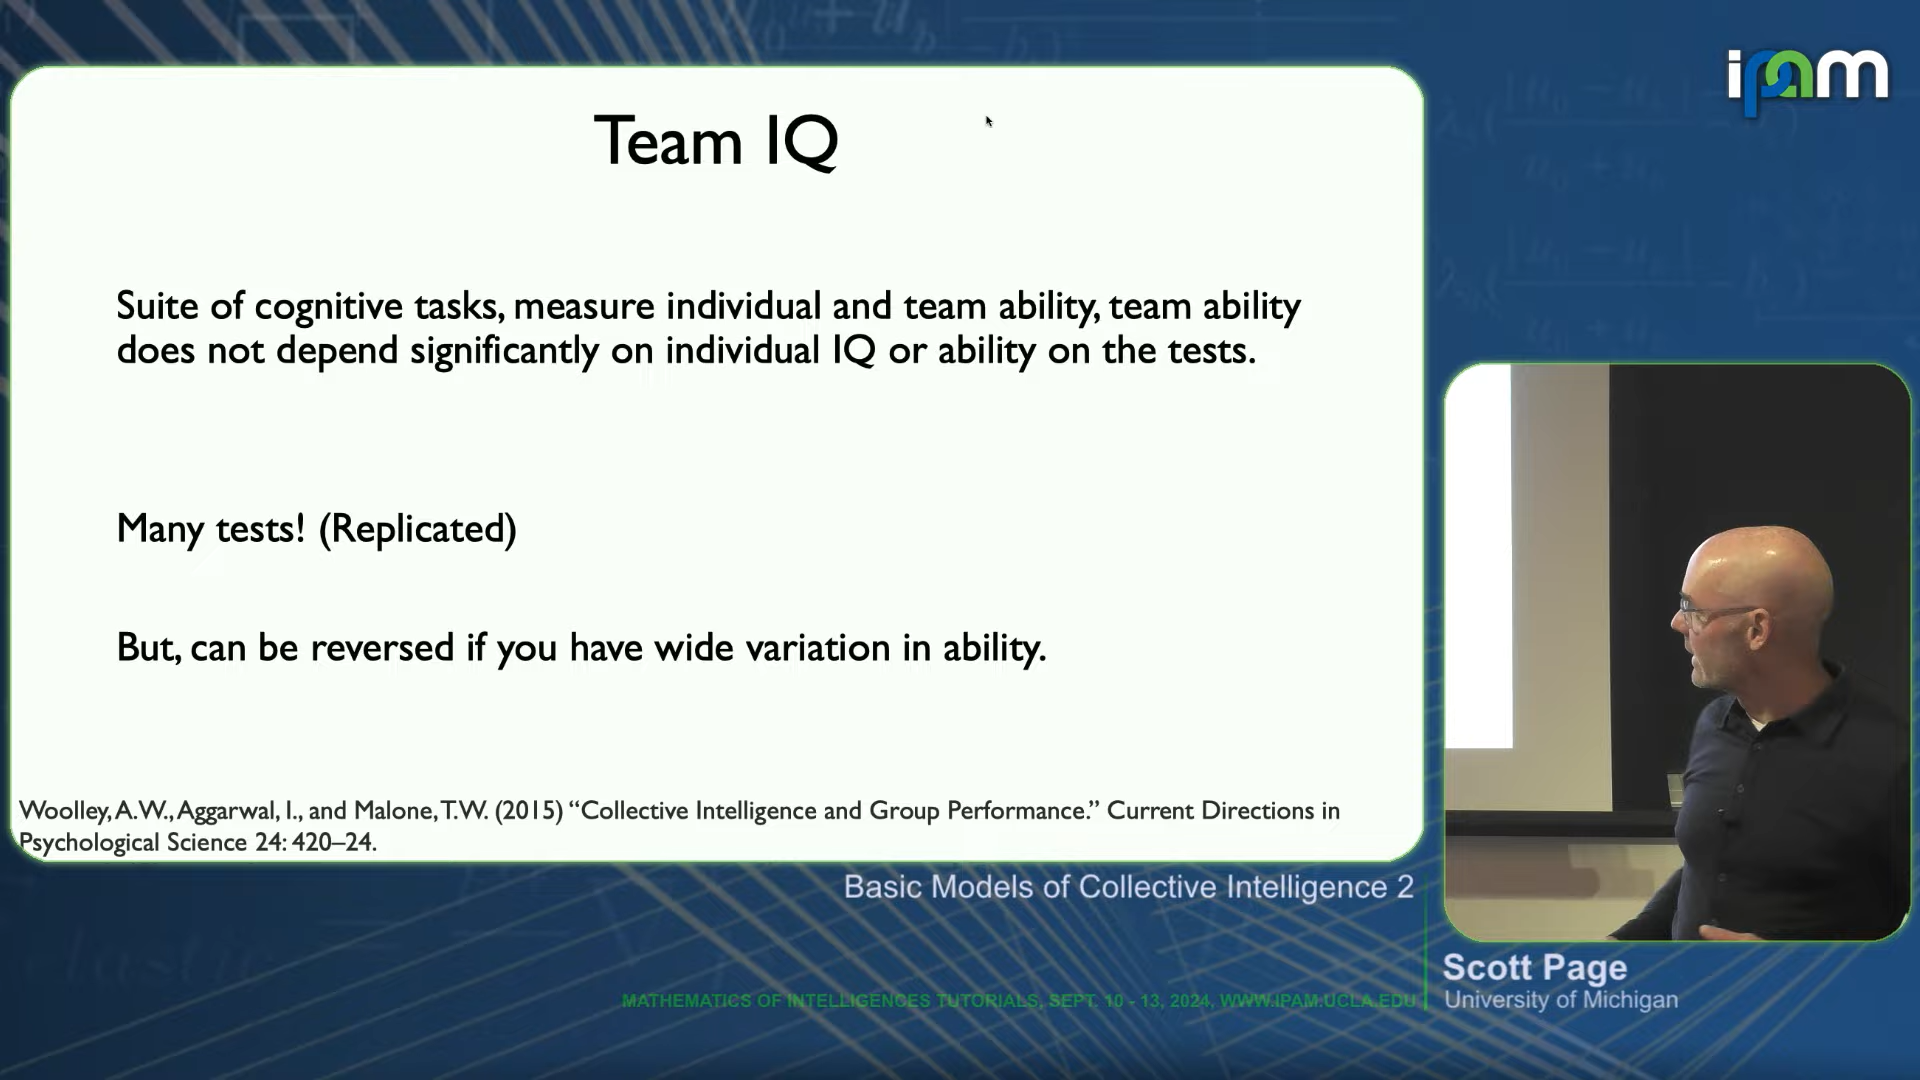 ipam
Team IQ
Suite of cognitive tasks, measure individual and team ability, team ability
does not depend significantly on individual IQ or ability on the tests.
Many tests! (Replicated)
But, can be reversed if you have wide variation in ability.
Woolley, A.W., Aggarwal, I., and Malone, T.W. (2015) “Collective Intelligence and Group Performance.” Current Directions in
Psychological Science 24: 420–24.
Basic Models of Collective Intelligence 2
Scott Page
University of Michigan
MATHEMATICS OF INTELLIGENCES TUTORIALS, SEPT. 10 - 13, 2024, WWW.IPAM.UCLA.EDU